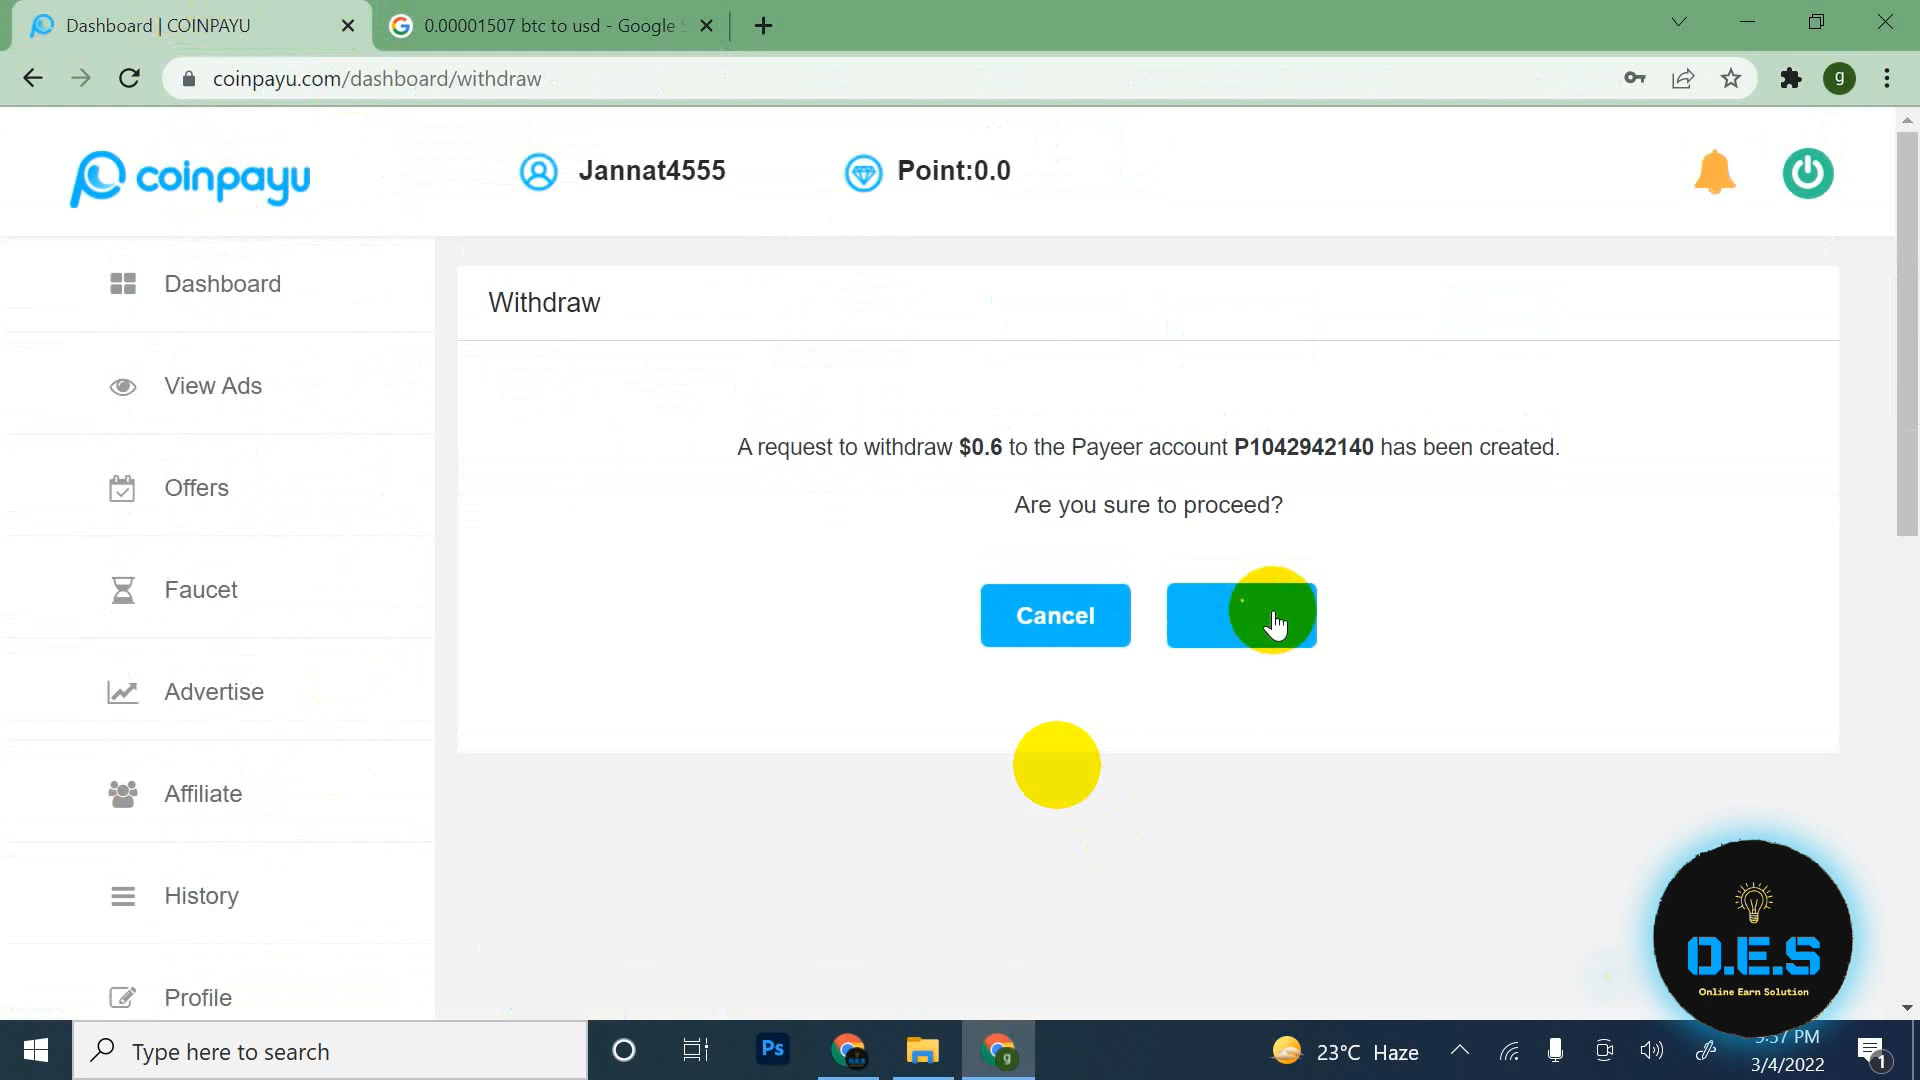 Dashboard | COINPAYU
0.00001507 btc to usd - Google
coinpayu.com/dashboard/withdraw
g
coinpayu
Jannat4555
Point:0.0
Dashboard
View Ads
Offers
Faucet
Advertise
Affiliate
History
Profile
Withdraw
A request to withdraw $0.6 to the Payeer account P1042942140 has been created.
Are you sure to proceed?
Cancel
O.E.S
Online Earn Solution
Type here to search
Ps
g
23°C Haze
PM
3/4/2022
1